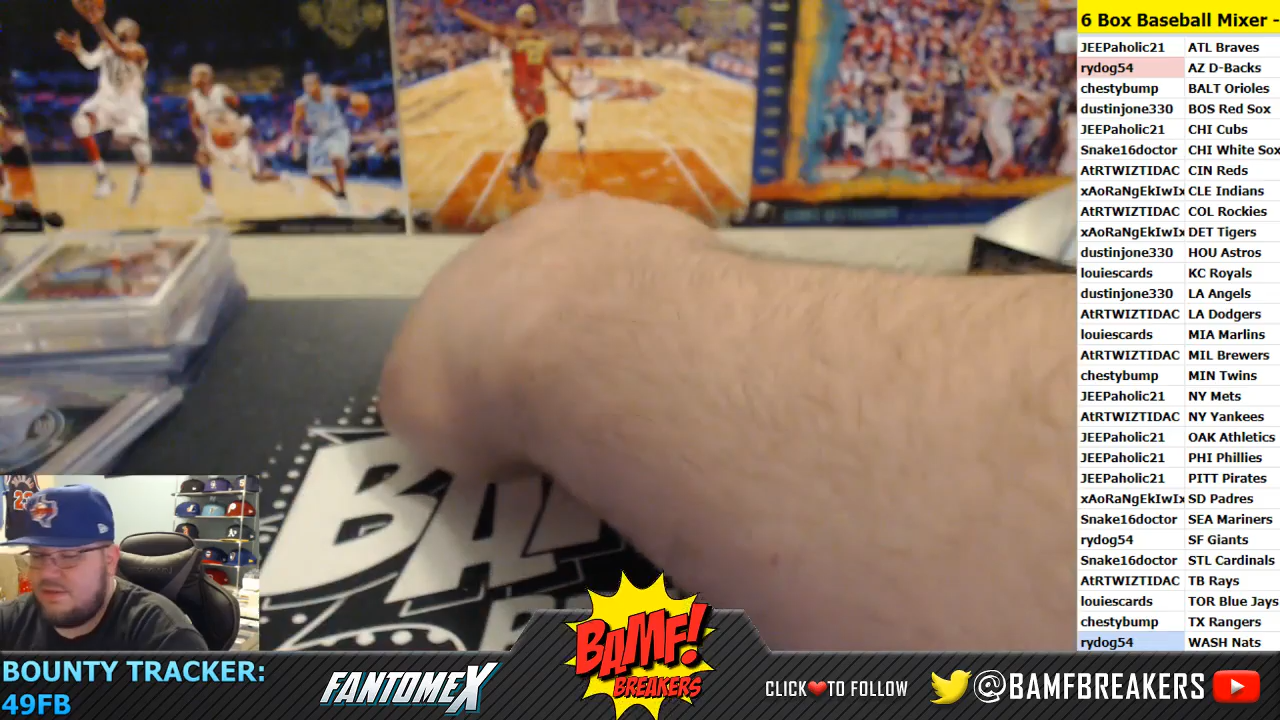 6 Box Baseball Mixer -
JEEPaholic21 ATL Braves
rydog54 AZ D-Backs
chestybump BALT Orioles
dustinjone330 BOS Red Sox
JEEPaholic21 CHI Cubs
Snake16doctor CHI White Sox
AtRTWIZTIDAC CIN Reds
xAoRaNgEkIwIx CLE Indians
AtRTWIZTIDAC COL Rockies
xAoRaNgEkIwIx DET Tigers
dustinjone330 HOU Astros
louiescards KC Royals
dustinjone330 LA Angels
AtRTWIZTIDAC LA Dodgers
louiescards MIA Marlins
AtRTWIZTIDAC MIL Brewers
chestybump MIN Twins
JEEPaholic21 NY Mets
AtRTWIZTIDAC NY Yankees
JEEPaholic21 OAK Athletics
JEEPaholic21 PHI Phillies
JEEPaholic21 PITT Pirates
xAoRaNgEkIwIx SD Padres
Snake16doctor SEA Mariners
rydog54 SF Giants
Snake16doctor STL Cardinals
AtRTWIZTIDAC TB Rays
louiescards TOR Blue Jays
chestybump TX Rangers
rydog54 WASH Nats
BA
BOUNTY TRACKER:
49FB
FANTOMEX
BAMF!
BREAKERS
CLICK❤TO FOLLOW
@BAMFBREAKERS